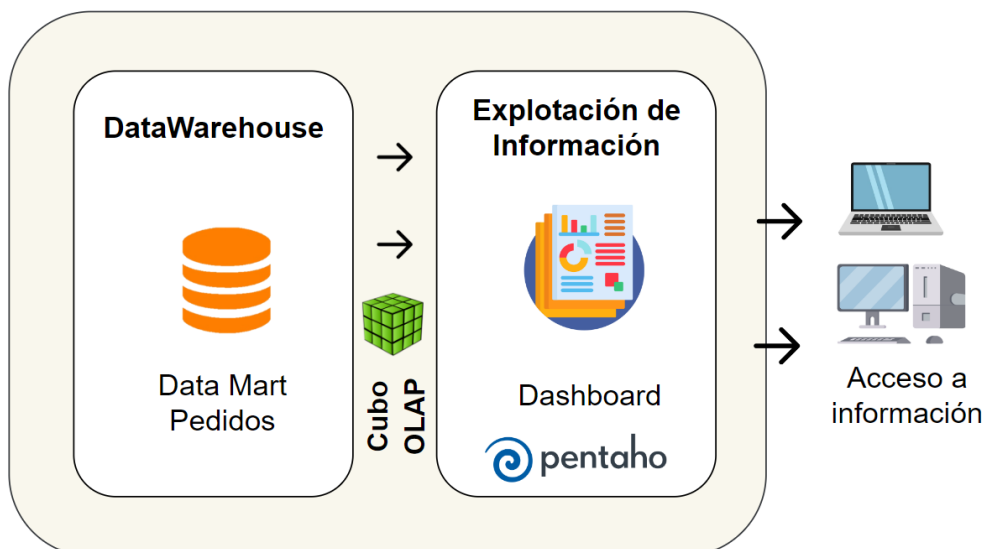 DataWarehouse
Data Mart
Pedidos
Cubo
OLAP
Explotación de
Información
Dashboard
pentaho
Acceso a
información